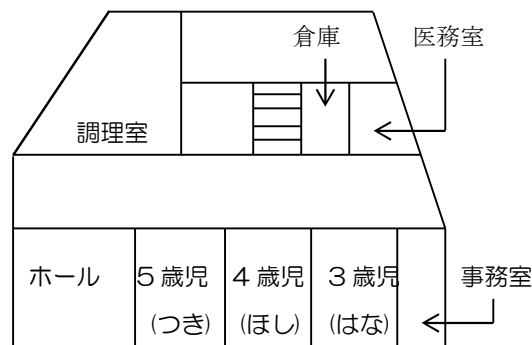 倉庫
医務室
調理室
ホール
5歳児
(つき)
4歳児
(ほし)
3歳児
(はな)
事務室